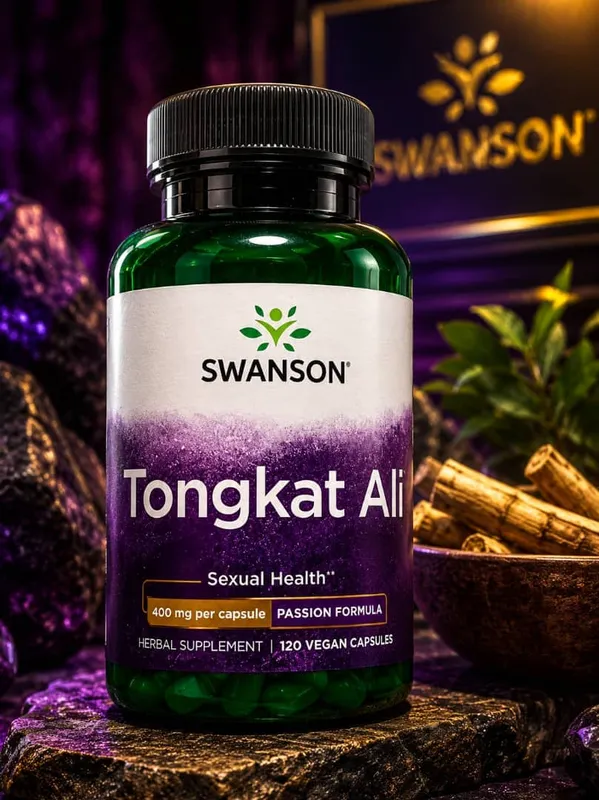 SWANSON®
SWANSON®
Tongkat Ali
Sexual Health**
400 mg per capsule PASSION FORMULA
HERBAL SUPPLEMENT | 120 VEGAN CAPSULES